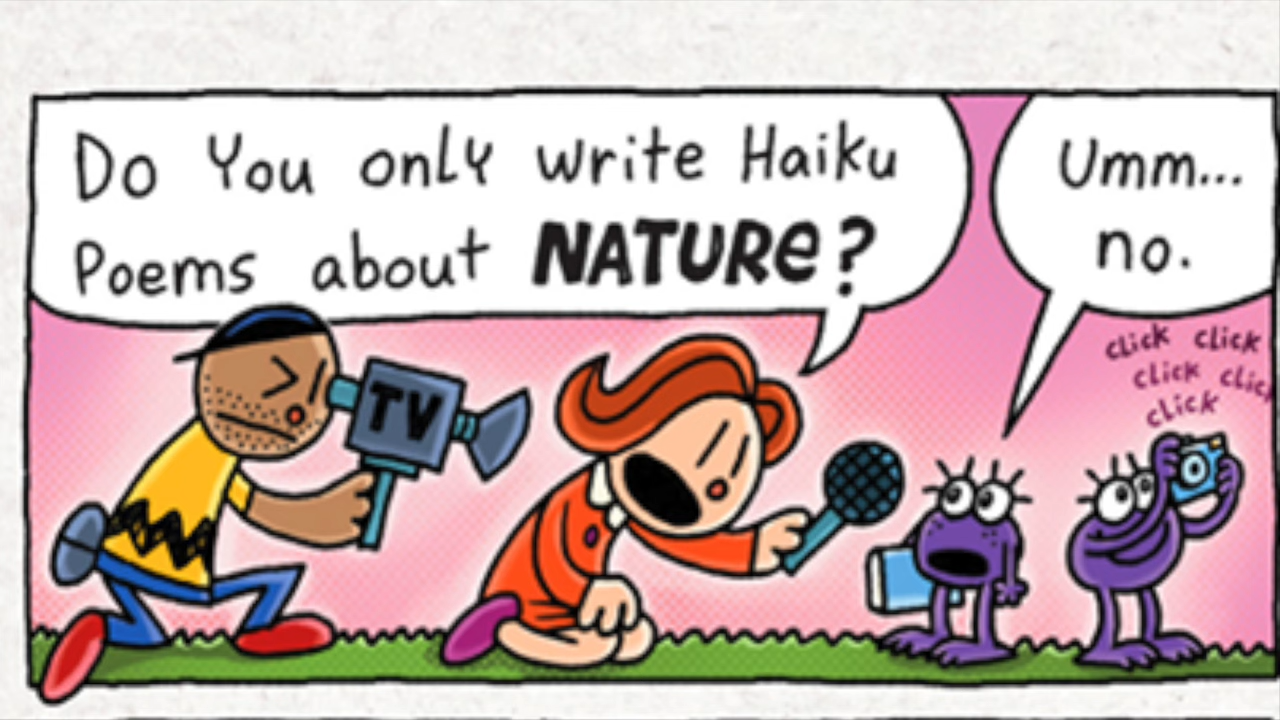 Do You only write Haiku
Poems about NATURe?
Umm...
no.
click click
click click
click
TV